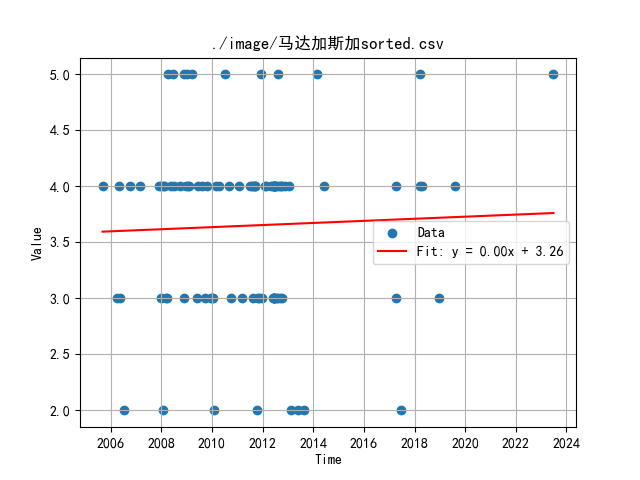 ./image/马达加斯加sorted.csv
5.0
4.5
4.0
3.5
3.0
2.5
2.0
Value
Data
Fit: y = 0.00x + 3.26
2006 2008 2010 2012 2014 2016 2018 2020 2022 2024
Time